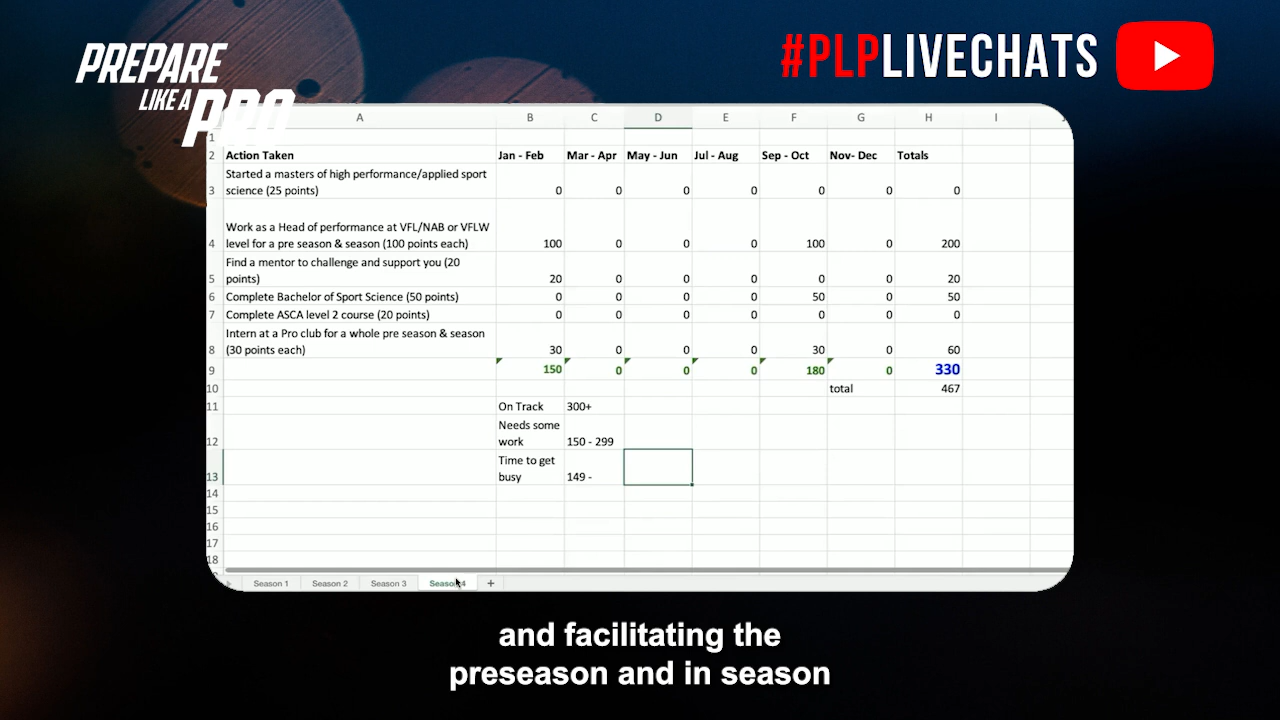 PREPARE
LIKE A
PRO
#PLPLIVECHATS
A B C D E F G H I
1
2 Action Taken Jan - Feb Mar - Apr May - Jun Jul - Aug Sep - Oct Nov- Dec Totals
Started a masters of high performance/applied sport
3 science (25 points) 0 0 0 0 0 0 0
Work as a Head of performance at VFL/NAB or VFLW
4 level for a pre season & season (100 points each) 100 0 0 0 100 0 200
Find a mentor to challenge and support you (20
5 points) 20 0 0 0 0 0 20
6 Complete Bachelor of Sport Science (50 points) 0 0 0 0 50 0 50
7 Complete ASCA level 2 course (20 points) 0 0 0 0 0 0 0
Intern at a Pro club for a whole pre season & season
8 (30 points each) 30 0 0 0 30 0 60
9 150 0 0 0 180 0 330
10 total 467
11 On Track 300+
Needs some
12 work 150 - 299
Time to get
13 busy 149 -
14
15
16
17
18
Season 1 Season 2 Season 3 Season 4 +
and facilitating the
preseason and in season